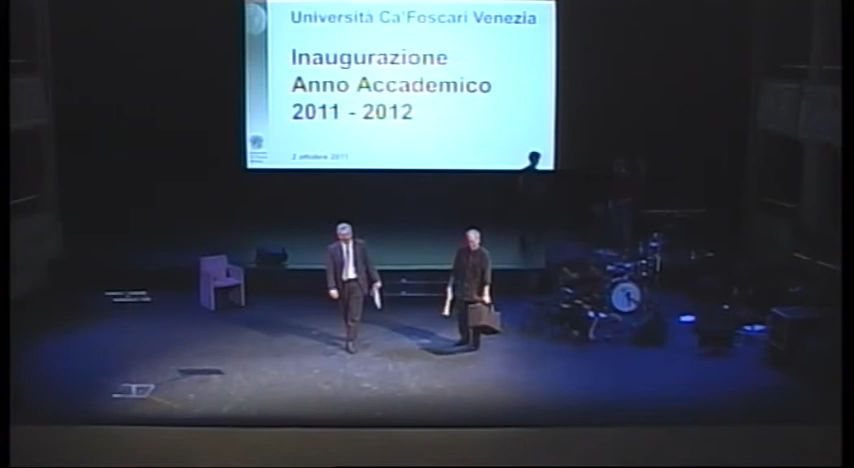 Università Ca'Foscari Venezia
Inaugurazione
Anno Accademico
2011 - 2012
2 ottobre 2011